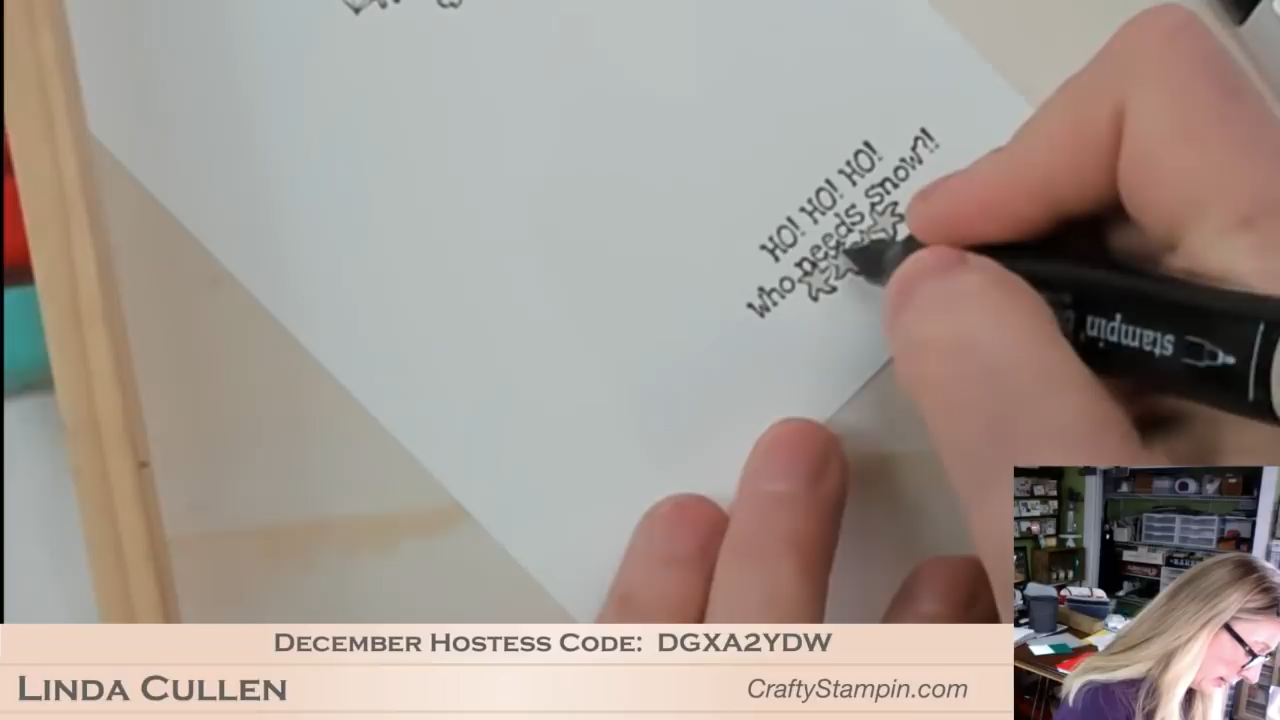 HO! HO! HO!
Who needs Snow?!
stampin'
December Hostess Code: DGXA2YDW
Linda Cullen
CraftyStampin.com